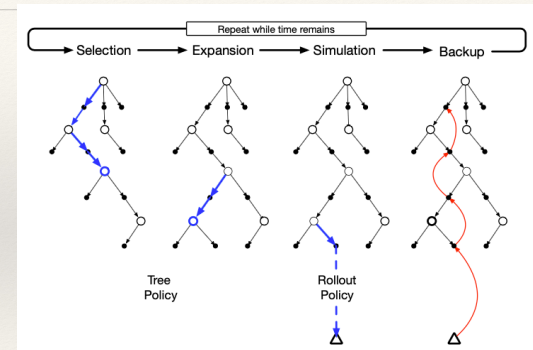 Repeat while time remains
Selection
Expansion
Simulation
Backup
Tree
Policy
Rollout
Policy